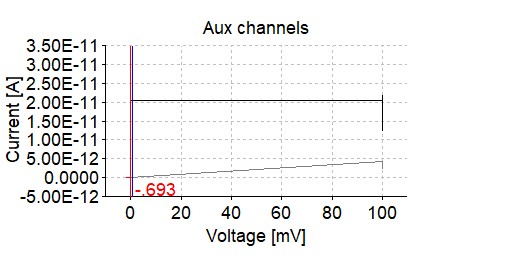 Aux channels
Current [A]
3.50E-11
3.00E-11
2.50E-11
2.00E-11
1.50E-11
1.00E-11
5.00E-12
0.0000
-5.00E-12
-.693
0 20 40 60 80 100
Voltage [mV]